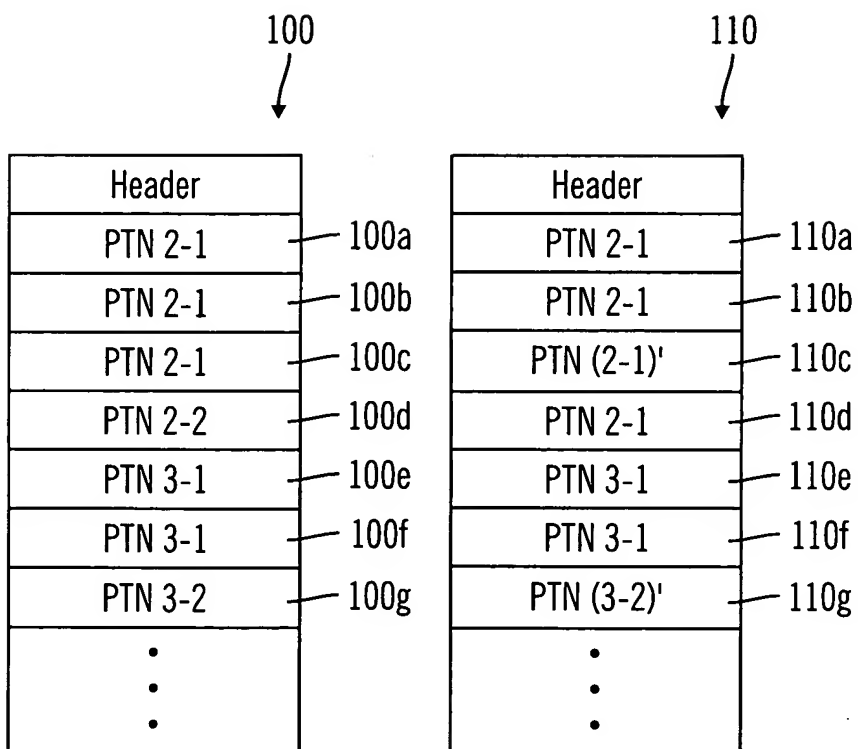 100
110
Header
Header
PTN 2-1
100a
PTN 2-1
110a
PTN 2-1
100b
PTN 2-1
110b
PTN 2-1
100c
PTN (2-1)'
110c
PTN 2-2
100d
PTN 2-1
110d
PTN 3-1
100e
PTN 3-1
110e
PTN 3-1
100f
PTN 3-1
110f
PTN 3-2
100g
PTN (3-2)'
110g